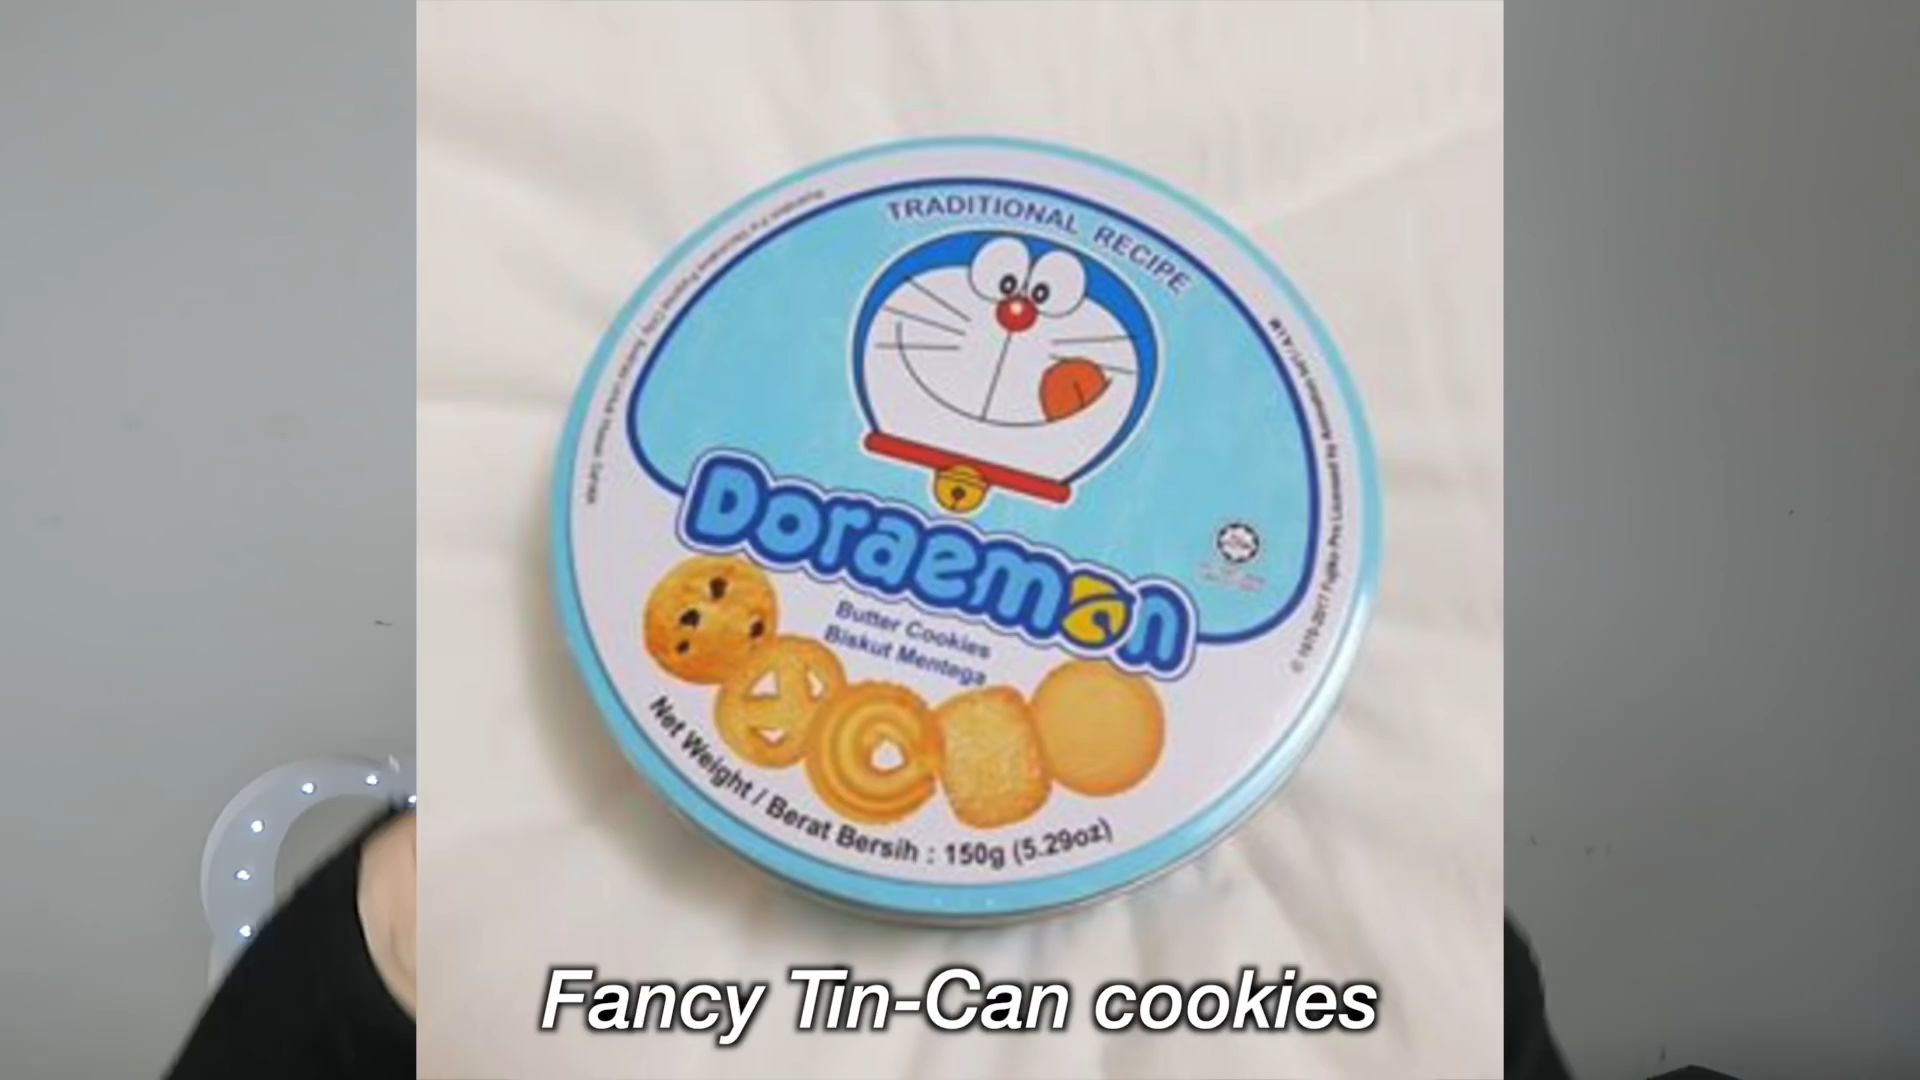 TRADITIONAL RECIPE
Doraemon
Butter Cookies
Biskut Mentega
Net Weight / Berat Bersih : 150g (5.29oz)
Fancy Tin-Can cookies